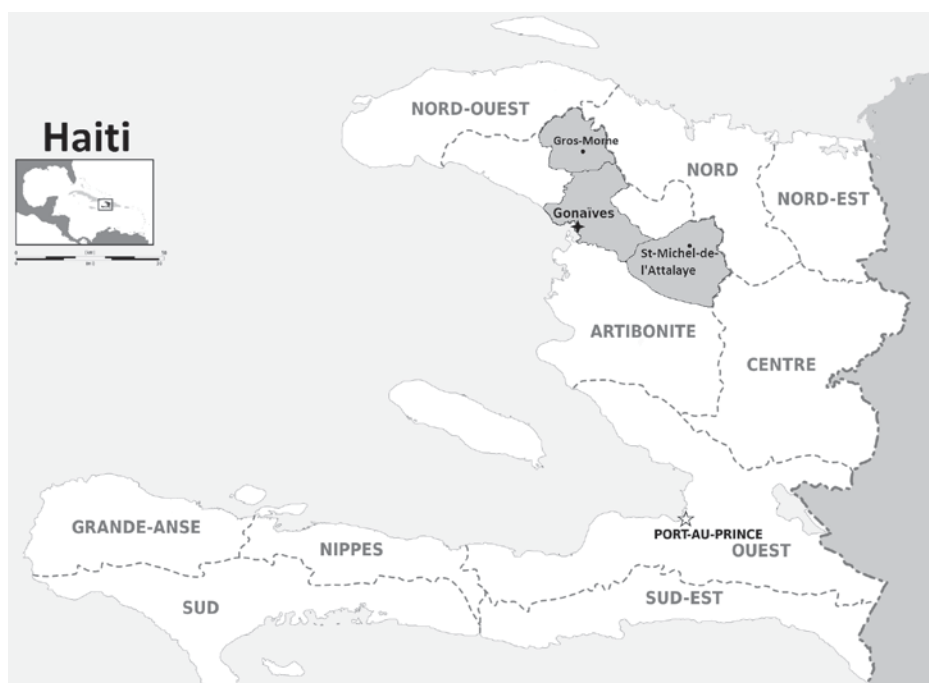 NORD-OUEST
Haiti
Gros-Morne
NORD
NORD-EST
Gonaïves
St-Michel-de-
l'Attalaye
ARTIBONITE
CENTRE
GRANDE-ANSE
NIPPES
PORT-AU-PRINCE
OUEST
SUD
SUD-EST